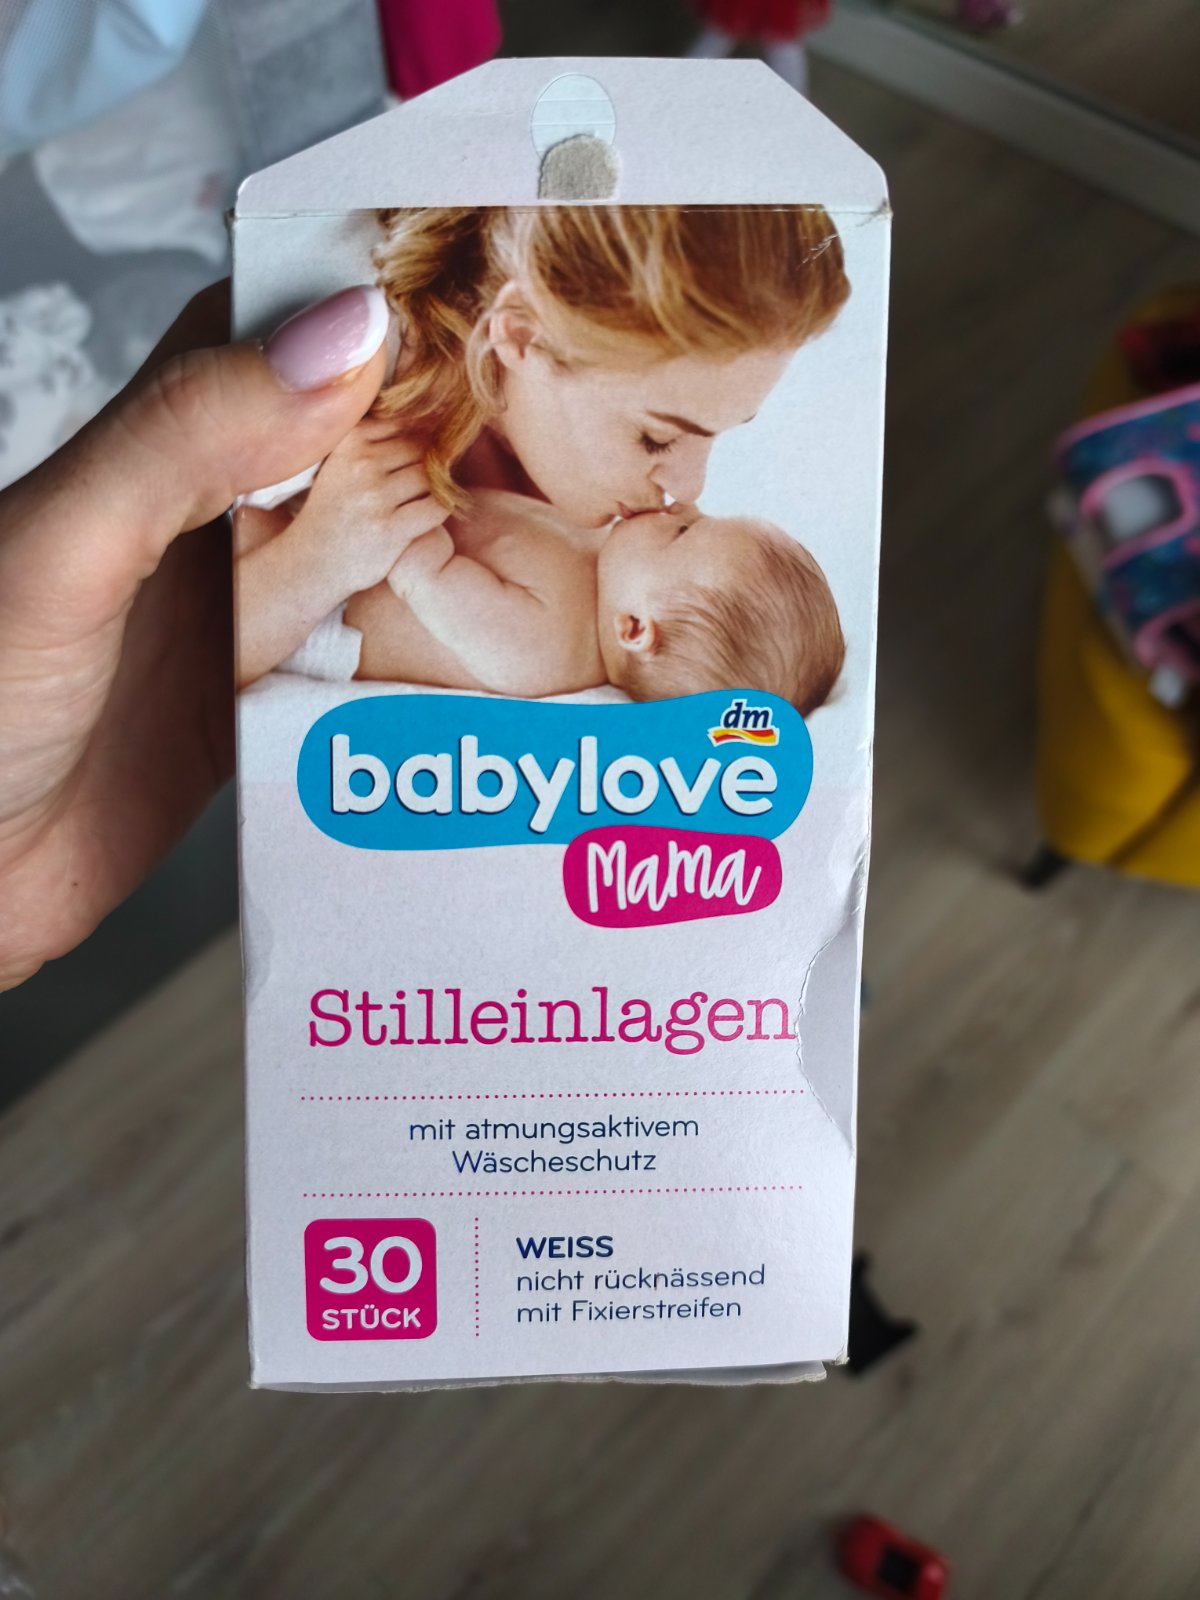 dm
babylove
Mama
Stilleinlagen
mit atmungsaktivem
Wäscheschutz
30
STÜCK
WEISS
nicht rücknässend
mit Fixierstreifen